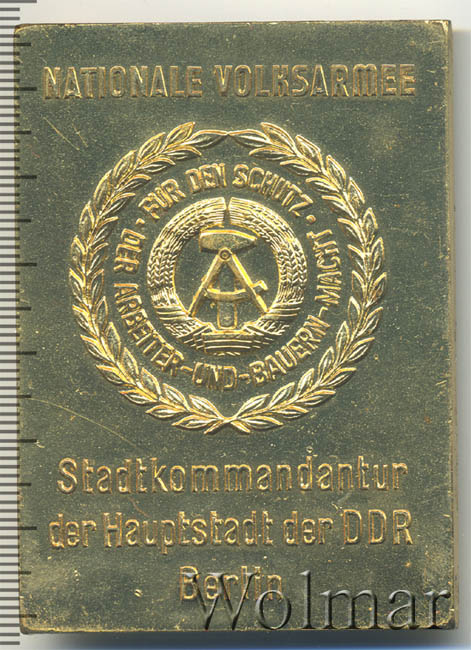 NATIONALE VOLKSARMEE
· FÜR DEN SCHUTZ ·
DER ARBEITER-UND-BAUERN-MACHT
Stadtkommandantur
der Hauptstadt der DDR
Berlin
Wolmar